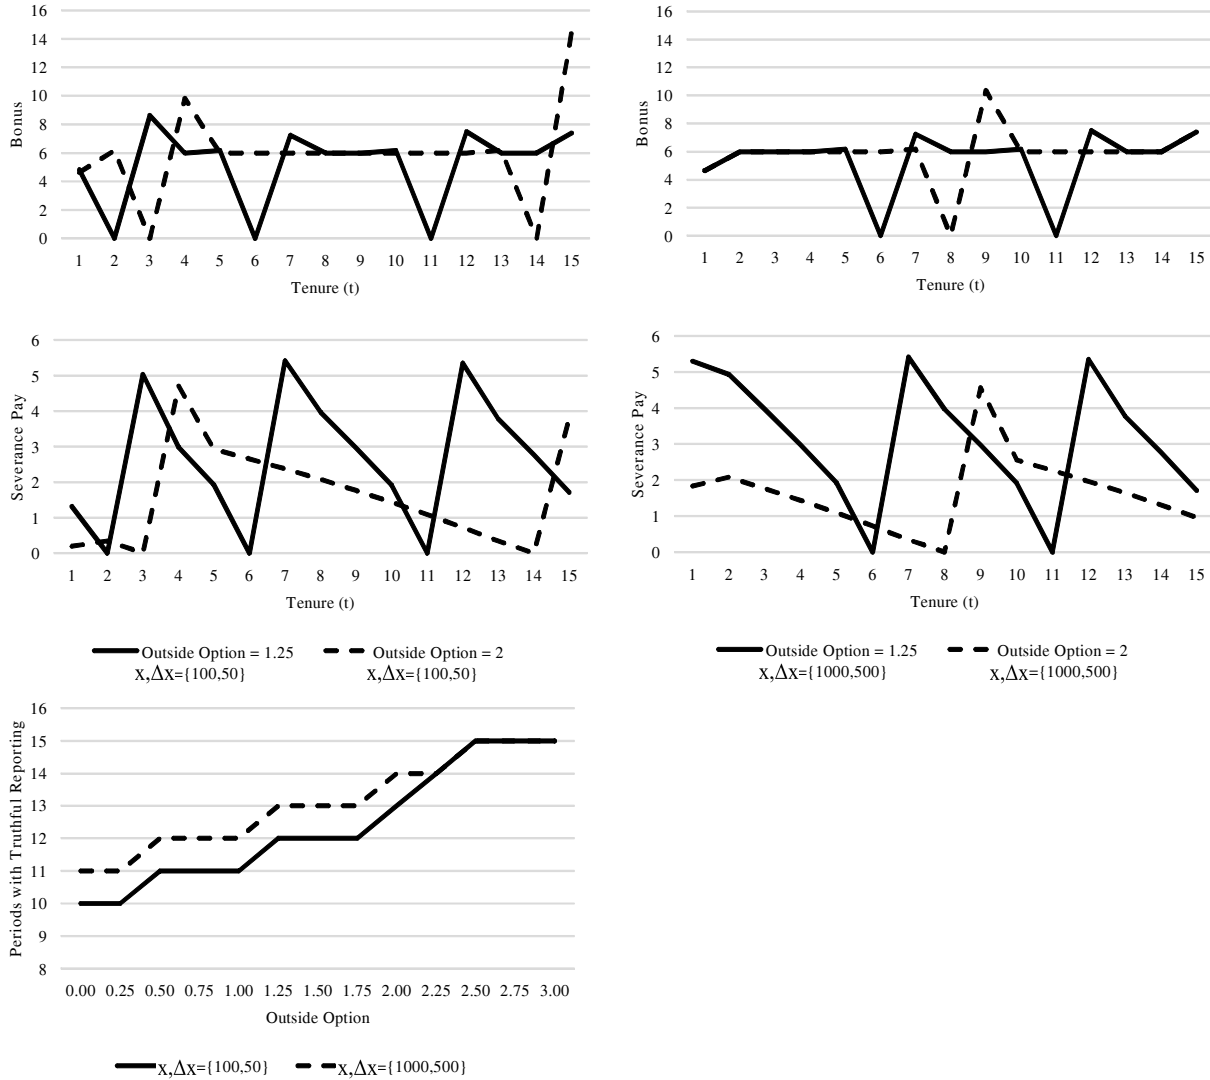 16
14
12
10
8
6
4
2
0
Bonus
1 2 3 4 5 6 7 8 9 10 11 12 13 14 15
Tenure (t)
16
14
12
10
8
6
4
2
0
Bonus
1 2 3 4 5 6 7 8 9 10 11 12 13 14 15
Tenure (t)
6
5
4
3
2
1
0
Severance Pay
1 2 3 4 5 6 7 8 9 10 11 12 13 14 15
Tenure (t)
6
5
4
3
2
1
0
Severance Pay
1 2 3 4 5 6 7 8 9 10 11 12 13 14 15
Tenure (t)
Outside Option = 1.25 Outside Option = 2
x,Δx={100,50} x,Δx={100,50}
Outside Option = 1.25 Outside Option = 2
x,Δx={1000,500} x,Δx={1000,500}
16
15
14
13
12
11
10
9
8
Periods with Truthful Reporting
0.00 0.25 0.50 0.75 1.00 1.25 1.50 1.75 2.00 2.25 2.50 2.75 3.00
Outside Option
x,Δx={100,50} x,Δx={1000,500}